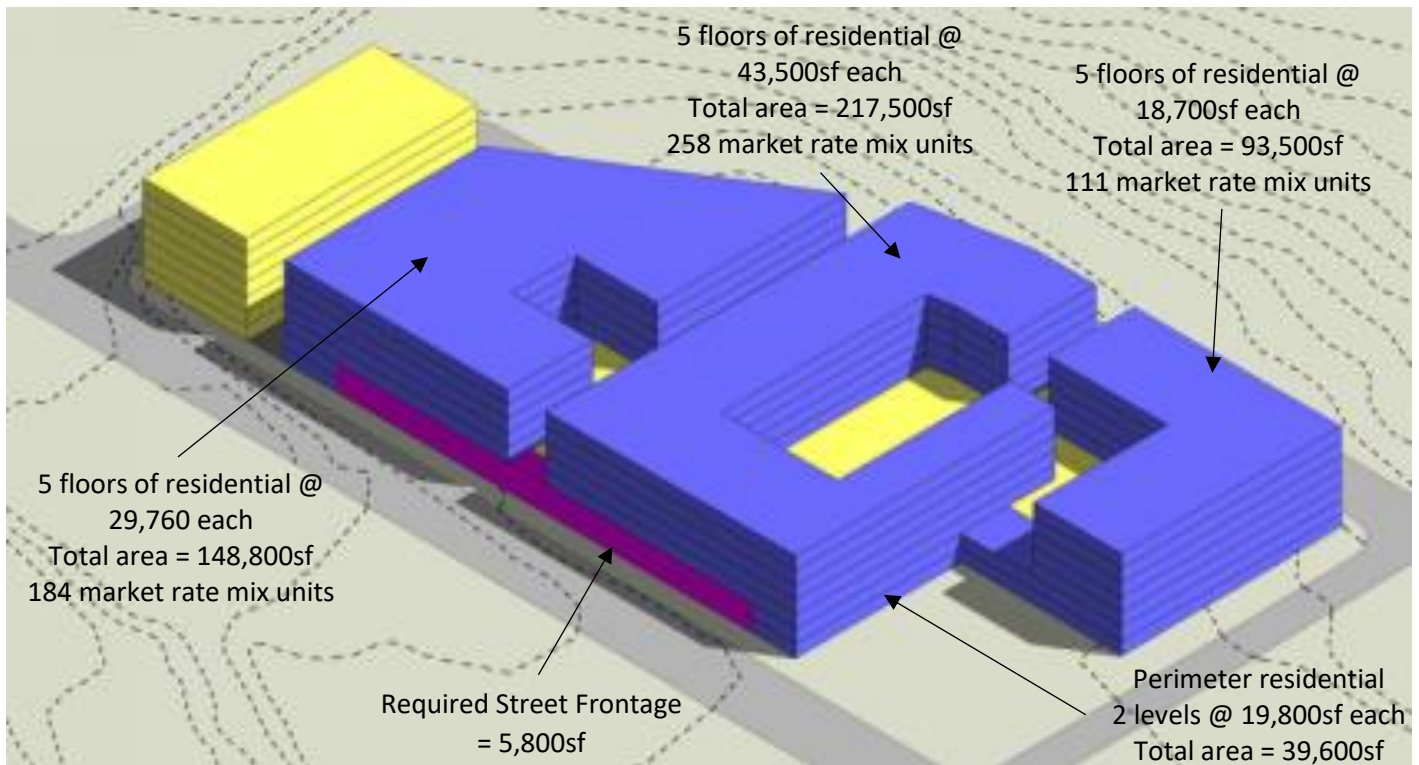 5 floors of residential @
43,500sf each
Total area = 217,500sf
258 market rate mix units
5 floors of residential @
18,700sf each
Total area = 93,500sf
111 market rate mix units
5 floors of residential @
29,760 each
Total area = 148,800sf
184 market rate mix units
Required Street Frontage
= 5,800sf
Perimeter residential
2 levels @ 19,800sf each
Total area = 39,600sf